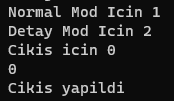 Normal Mod Icin 1
Detay Mod Icin 2
Cikis icin 0
0
Cikis yapildi